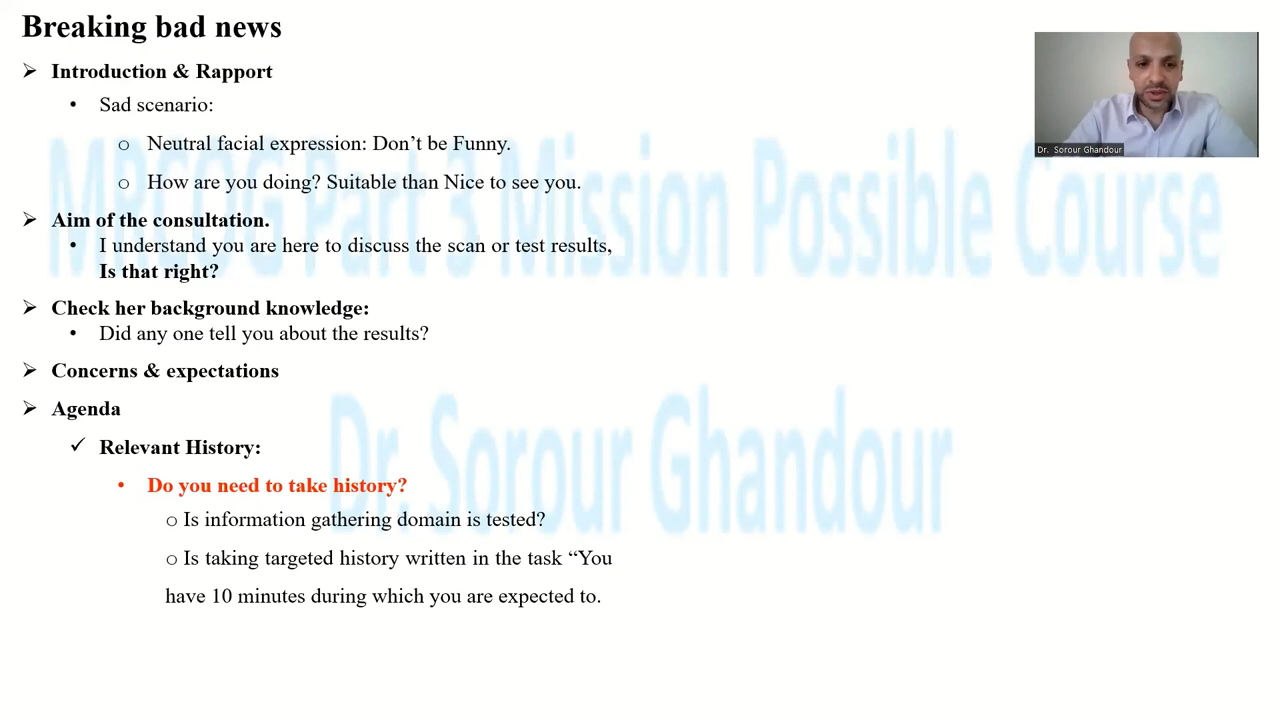 Breaking bad news
➢ Introduction & Rapport
• Sad scenario:
o Neutral facial expression: Don’t be Funny.
o How are you doing? Suitable than Nice to see you.
➢ Aim of the consultation.
• I understand you are here to discuss the scan or test results,
Is that right?
➢ Check her background knowledge:
• Did any one tell you about the results?
➢ Concerns & expectations
➢ Agenda
✓ Relevant History:
• Do you need to take history?
o Is information gathering domain is tested?
o Is taking targeted history written in the task “You
have 10 minutes during which you are expected to.
MRCOG Part 3 Mission Possible Course
Dr. Sorour Ghandour
Dr. Sorour Ghandour